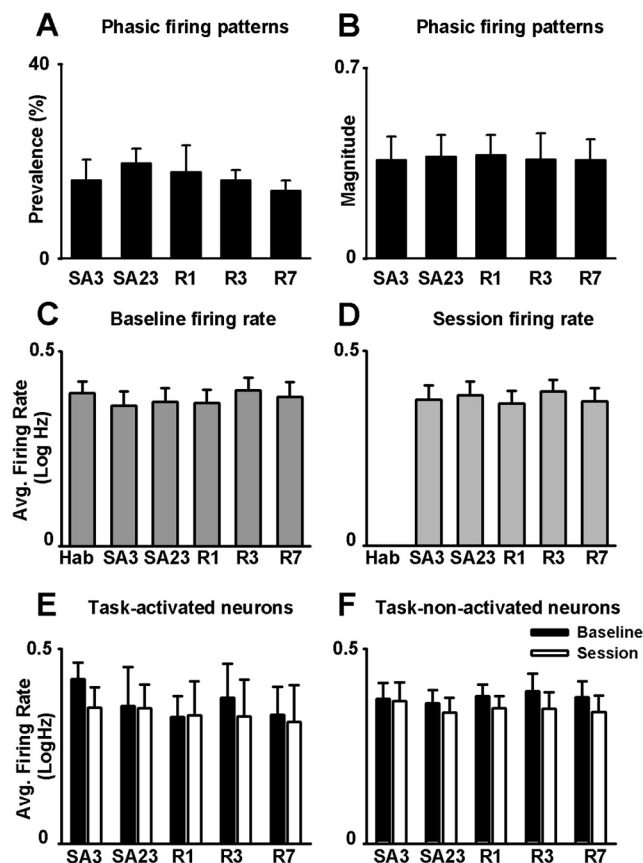 A Phasic firing patterns
40
Prevalence (%)
0
SA3 SA23 R1 R3 R7
B Phasic firing patterns
0.7
Magnitude
0
SA3 SA23 R1 R3 R7
C Baseline firing rate
0.5
Avg. Firing Rate
(Log Hz)
0
Hab SA3 SA23 R1 R3 R7
D Session firing rate
0.5
0
Hab SA3 SA23 R1 R3 R7
E Task-activated neurons
0.5
Avg. Firing Rate
(LogHz)
0
SA3 SA23 R1 R3 R7
F Task-non-activated neurons
Baseline
Session
0.5
0
SA3 SA23 R1 R3 R7